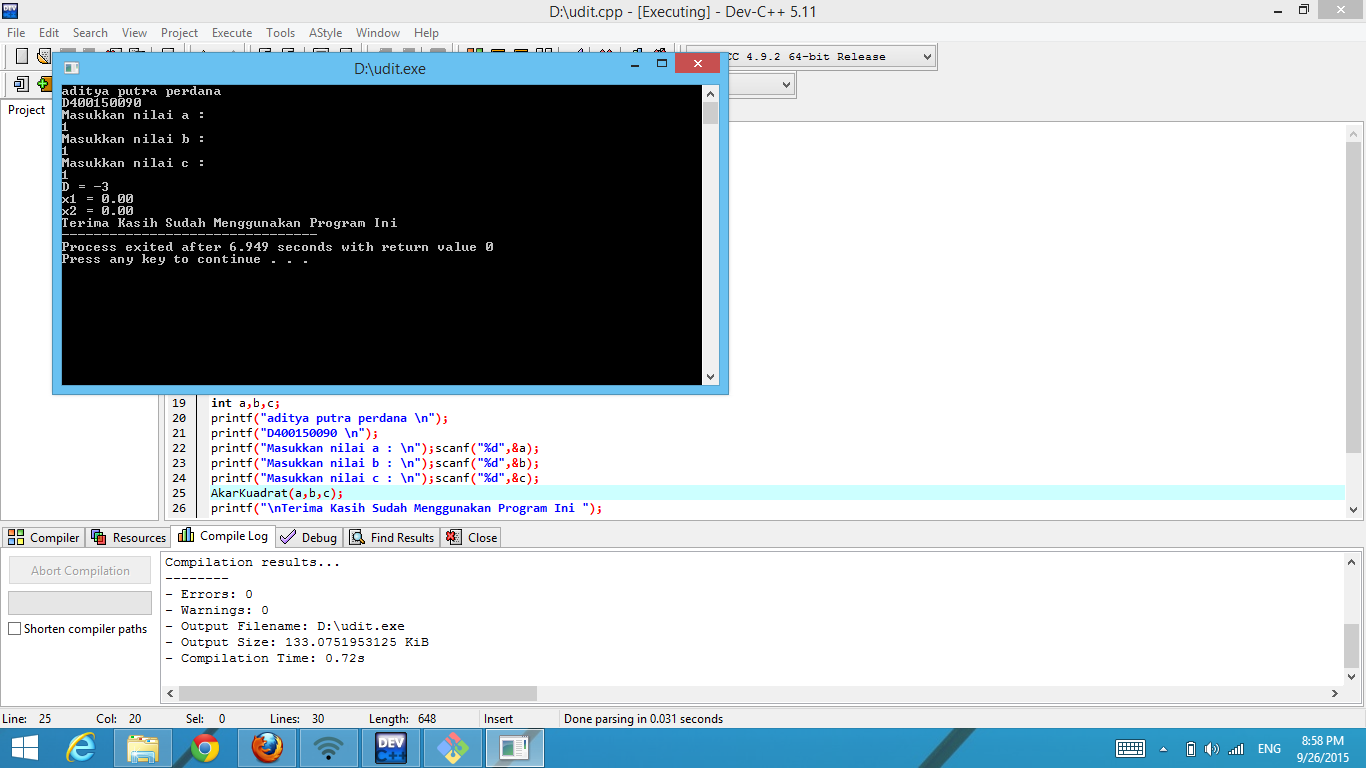 D:\udit.cpp - [Executing] - Dev-C++ 5.11
File Edit Search View Project Execute Tools AStyle Window Help
CC 4.9.2 64-bit Release
D:\udit.exe
Project
aditya putra perdana
D400150090
Masukkan nilai a :
1
Masukkan nilai b :
1
Masukkan nilai c :
1
D = -3
x1 = 0.00
x2 = 0.00
Terima Kasih Sudah Menggunakan Program Ini
--------------------------------
Process exited after 6.949 seconds with return value 0
Press any key to continue . . .
19 int a,b,c;
20 printf("aditya putra perdana \n");
21 printf("D400150090 \n");
22 printf("Masukkan nilai a : \n");scanf("%d",&a);
23 printf("Masukkan nilai b : \n");scanf("%d",&b);
24 printf("Masukkan nilai c : \n");scanf("%d",&c);
25 AkarKuadrat(a,b,c);
26 printf("\nTerima Kasih Sudah Menggunakan Program Ini ");
Compiler Resources Compile Log Debug Find Results Close
Abort Compilation
Shorten compiler paths
Compilation results...
--------
- Errors: 0
- Warnings: 0
- Output Filename: D:\udit.exe
- Output Size: 133.0751953125 KiB
- Compilation Time: 0.72s
Line: 25 Col: 20 Sel: 0 Lines: 30 Length: 648 Insert Done parsing in 0.031 seconds
DEV C++
ENG
8:58 PM
9/26/2015